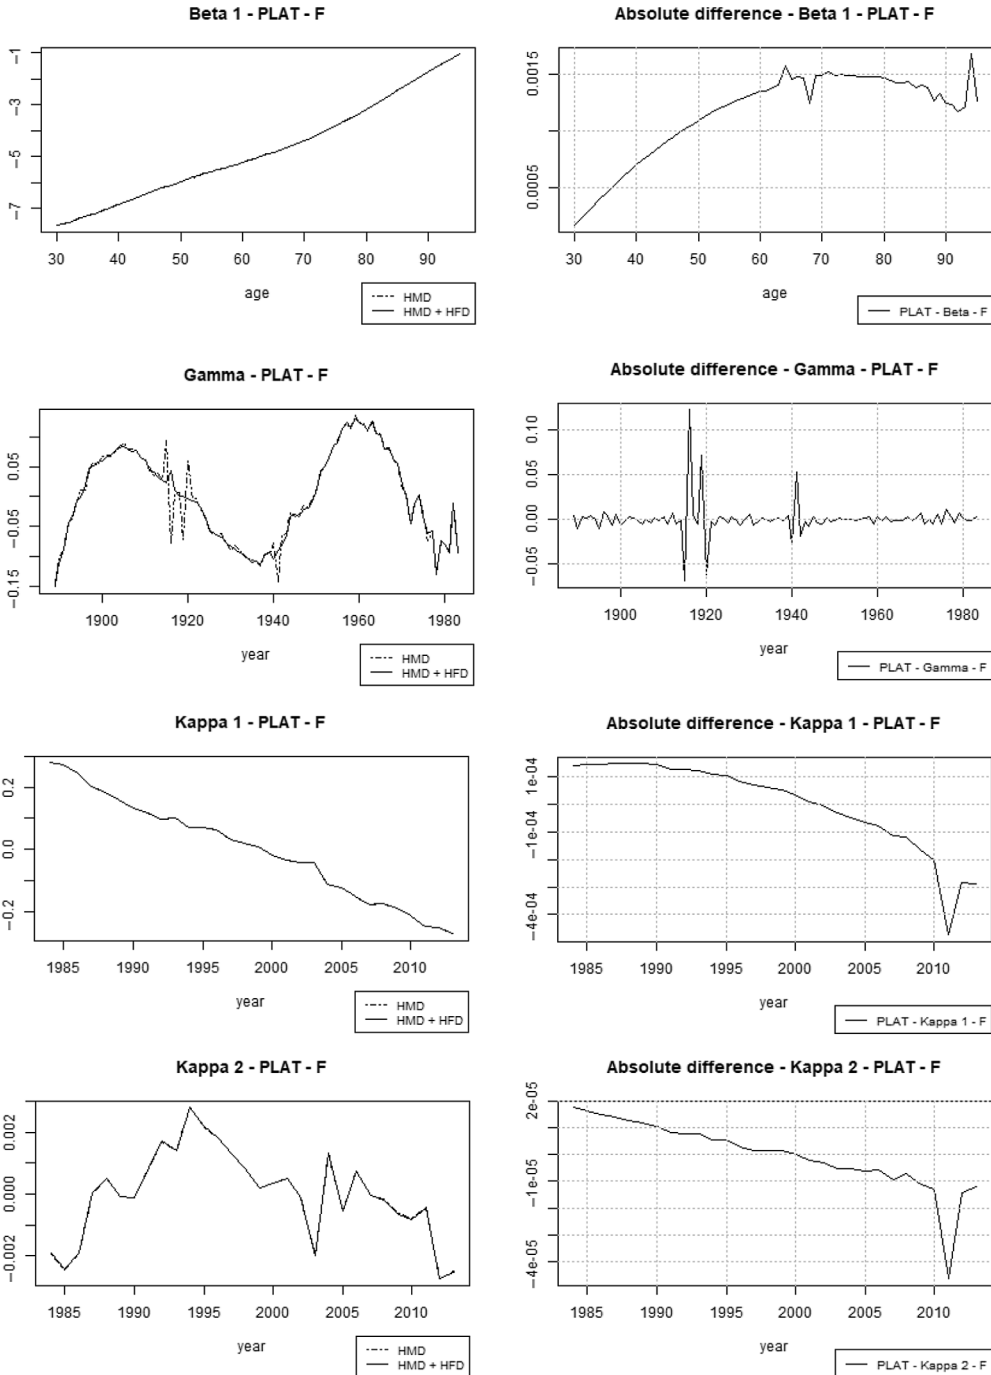 Beta 1 - PLAT - F
−1
−3
−5
−7
30 40 50 60 70 80 90
age
HMD
HMD + HFD
Absolute difference - Beta 1 - PLAT - F
0.0015
0.0005
30 40 50 60 70 80 90
age
PLAT - Beta - F
Gamma - PLAT - F
0.05
−0.05
−0.15
1900 1920 1940 1960 1980
year
HMD
HMD + HFD
Absolute difference - Gamma - PLAT - F
0.10
0.05
0.00
−0.05
1900 1920 1940 1960 1980
year
PLAT - Gamma - F
Kappa 1 - PLAT - F
0.2
0.0
−0.2
1985 1990 1995 2000 2005 2010
year
HMD
HMD + HFD
Absolute difference - Kappa 1 - PLAT - F
1e-04
−1e-04
−4e-04
1985 1990 1995 2000 2005 2010
year
PLAT - Kappa 1 - F
Kappa 2 - PLAT - F
0.002
0.000
−0.002
1985 1990 1995 2000 2005 2010
year
HMD
HMD + HFD
Absolute difference - Kappa 2 - PLAT - F
2e-05
−1e-05
−4e-05
1985 1990 1995 2000 2005 2010
year
PLAT - Kappa 2 - F